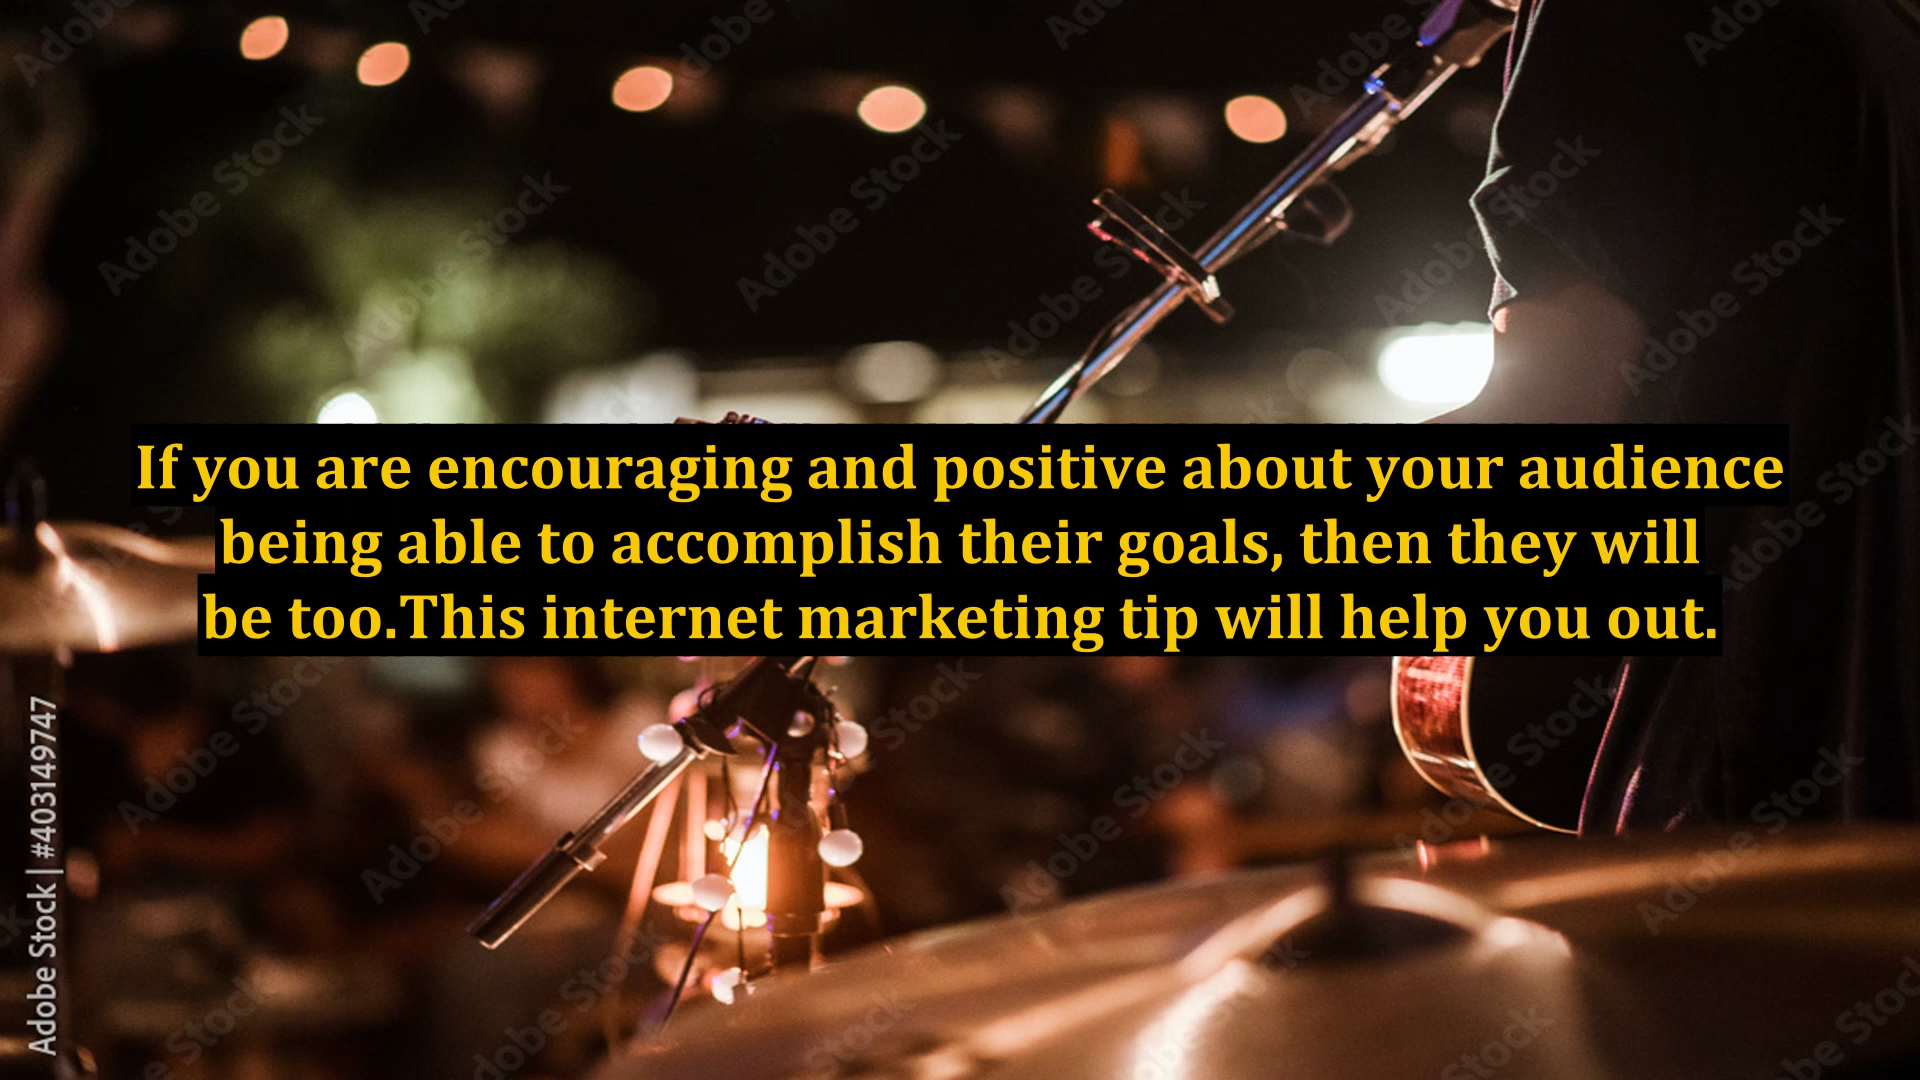 If you are encouraging and positive about your audience
being able to accomplish their goals, then they will
be too.This internet marketing tip will help you out.
Adobe Stock | #403149747